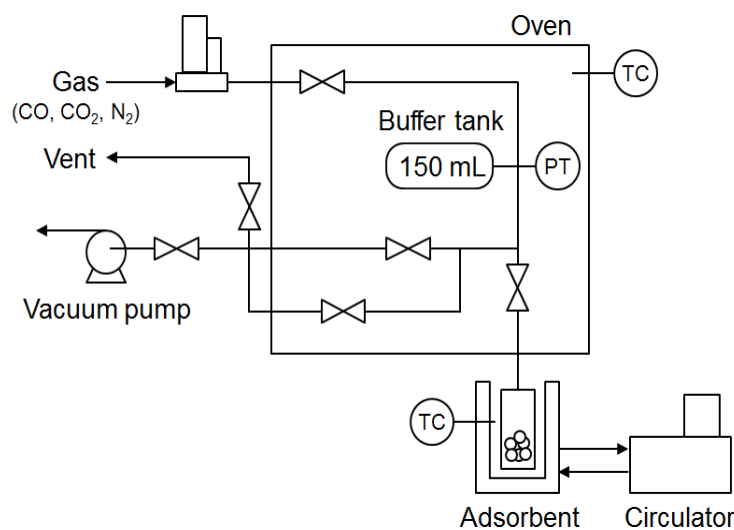 Oven
Gas
(CO, CO₂, N₂)
TC
Buffer tank
150 mL
PT
Vent
Vacuum pump
TC
Adsorbent
Circulator